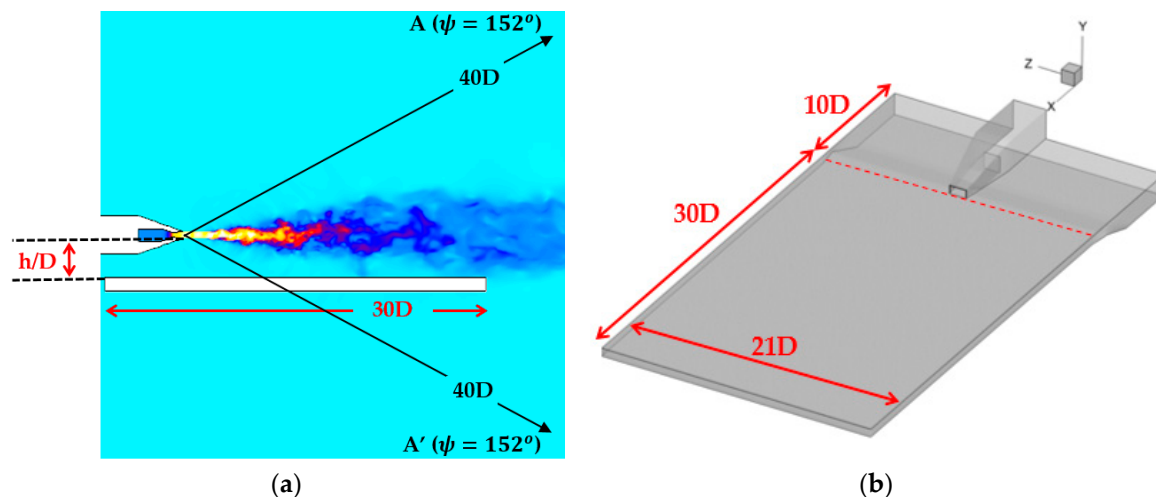 A (ψ = 152°)
40D
h/D
30D
40D
A' (ψ = 152°)
(a)
Y
Z
X
10D
30D
21D
(b)